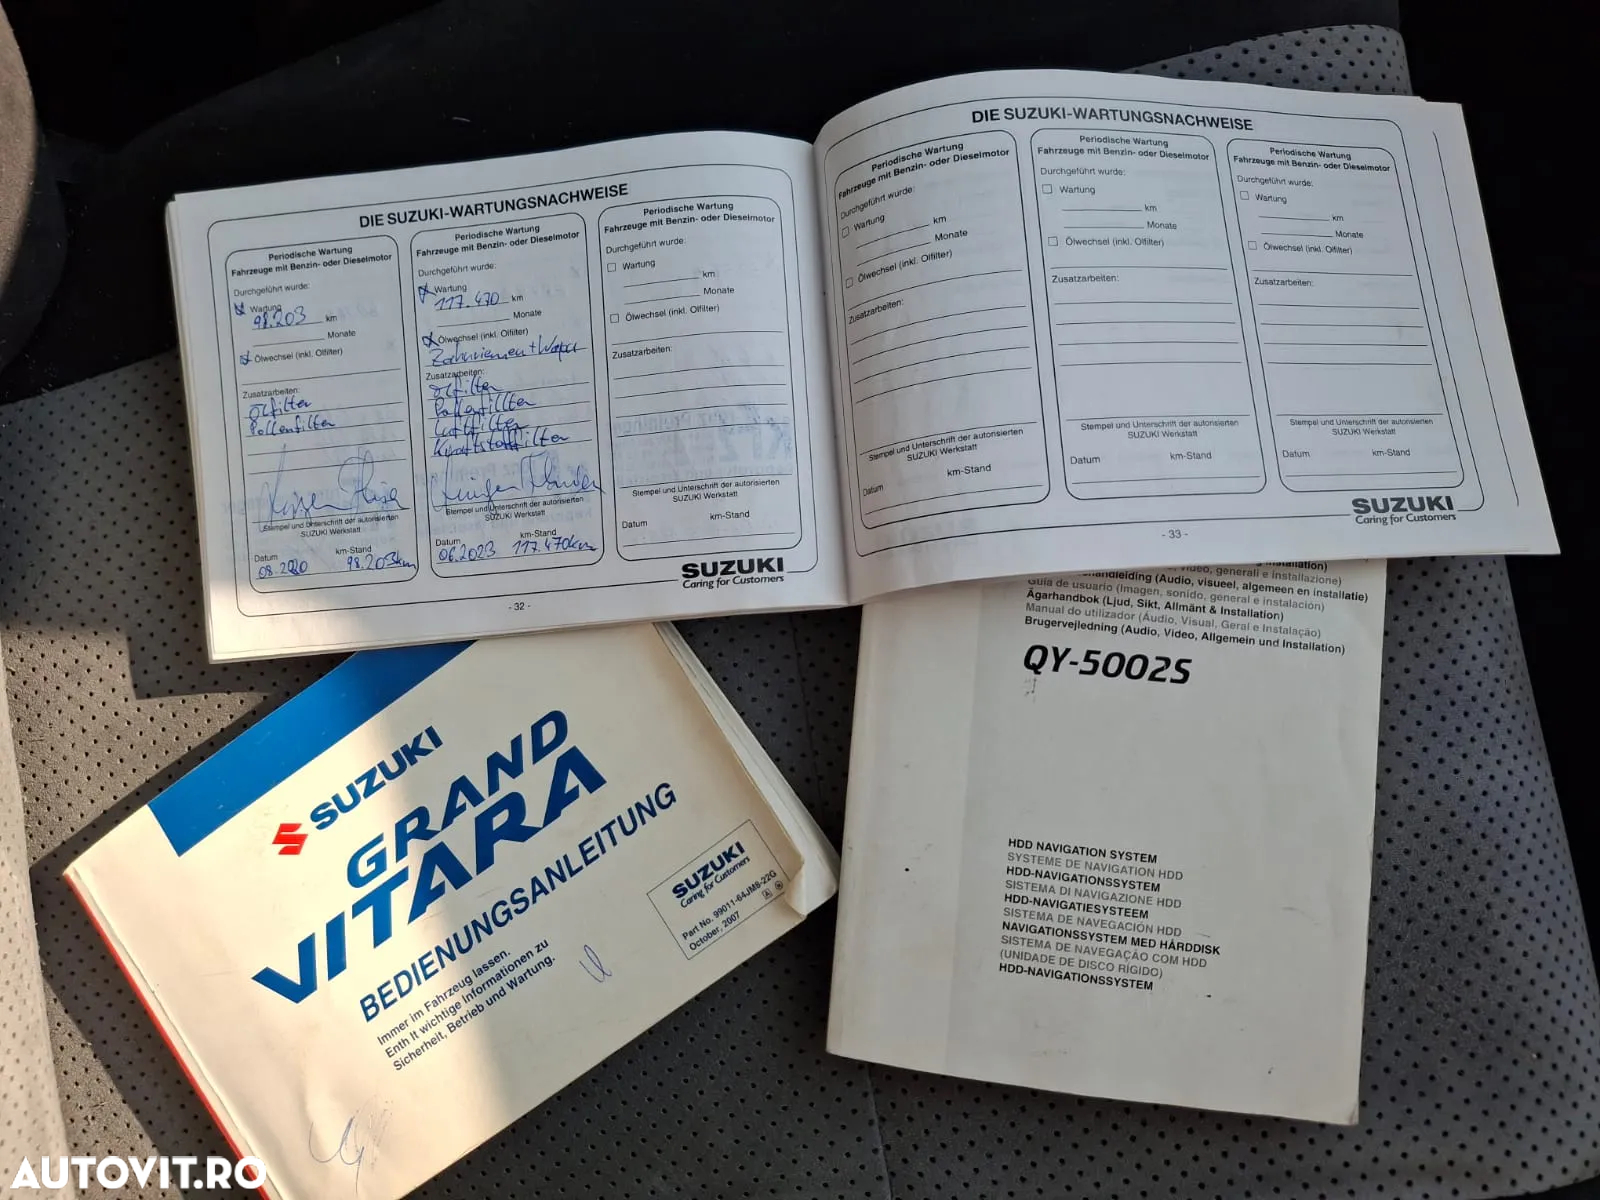 DIE SUZUKI-WARTUNGSNACHWEISE
Periodische Wartung
Fahrzeuge mit Benzin- oder Dieselmotor
Durchgeführt wurde:
Wartung
98.203 km
Monate
Ölwechsel (inkl. Ölfilter)
Zusatzarbeiten:
Ölfilter
Pollenfilter
Stempel und Unterschrift der autorisierten
SUZUKI Werkstatt
Datum km-Stand
08.2020 98.203km
Periodische Wartung
Fahrzeuge mit Benzin- oder Dieselmotor
Durchgeführt wurde:
Wartung
117.470 km
Monate
Ölwechsel (inkl. Ölfilter)
Zahnriemen + Wapu
Zusatzarbeiten:
Ölfilter
Pollenfilter
Luftfilter
Kraftstofffilter
Stempel und Unterschrift der autorisierten
SUZUKI Werkstatt
Datum km-Stand
06.2023 117.470km
Periodische Wartung
Fahrzeuge mit Benzin- oder Dieselmotor
Durchgeführt wurde:
Wartung
km
Monate
Ölwechsel (inkl. Ölfilter)
Zusatzarbeiten:
Stempel und Unterschrift der autorisierten
SUZUKI Werkstatt
Datum km-Stand
SUZUKI
Caring for Customers
- 32 -
DIE SUZUKI-WARTUNGSNACHWEISE
Periodische Wartung
Fahrzeuge mit Benzin- oder Dieselmotor
Durchgeführt wurde:
Wartung
km
Monate
Ölwechsel (inkl. Ölfilter)
Zusatzarbeiten:
Stempel und Unterschrift der autorisierten
SUZUKI Werkstatt
Datum km-Stand
Periodische Wartung
Fahrzeuge mit Benzin- oder Dieselmotor
Durchgeführt wurde:
Wartung
km
Monate
Ölwechsel (inkl. Ölfilter)
Zusatzarbeiten:
Stempel und Unterschrift der autorisierten
SUZUKI Werkstatt
Datum km-Stand
Periodische Wartung
Fahrzeuge mit Benzin- oder Dieselmotor
Durchgeführt wurde:
Wartung
km
Monate
Ölwechsel (inkl. Ölfilter)
Zusatzarbeiten:
Stempel und Unterschrift der autorisierten
SUZUKI Werkstatt
Datum km-Stand
SUZUKI
Caring for Customers
- 33 -
video, generali e installazione)
(Audio, visueel, algemeen en installatie)
Guía de usuario (Imagen, sonido, general e instalación)
Ägarhandbok (Ljud, Sikt, Allmänt & Installation)
Manual do utilizador (Áudio, Visual, Geral e Instalação)
Brugervejledning (Audio, Video, Allgemein und Installation)
QY-5002S
HDD NAVIGATION SYSTEM
SYSTEME DE NAVIGATION HDD
HDD-NAVIGATIONSSYSTEM
SISTEMA DI NAVIGAZIONE HDD
HDD-NAVIGATIESYSTEEM
SISTEMA DE NAVEGACIÓN HDD
NAVIGATIONSSYSTEM MED HÅRDDISK
SISTEMA DE NAVEGAÇÃO COM HDD
(UNIDADE DE DISCO RÍGIDO)
HDD-NAVIGATIONSSYSTEM
SUZUKI
GRAND
VITARA
BEDIENUNGSANLEITUNG
Immer im Fahrzeug lassen.
Enth lt wichtige Informationen zu
Sicherheit, Betrieb und Wartung.
SUZUKI
Caring for Customers
Part No. 99011-64JM8-22G
October, 2007
AUTOVIT.RO